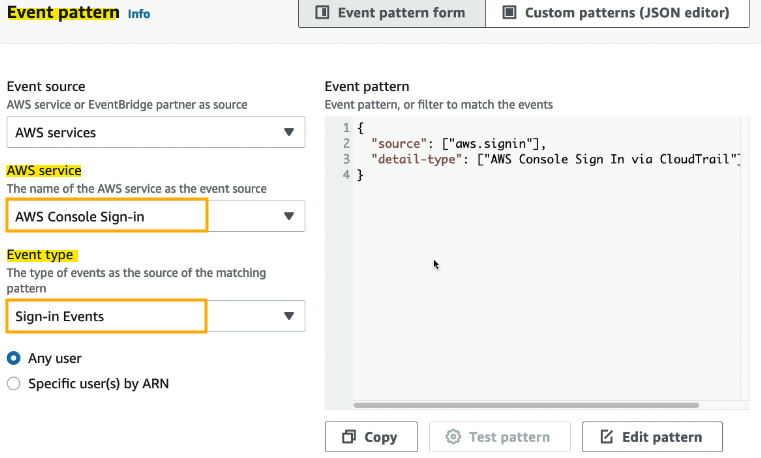 Event pattern Info
Event pattern form
Custom patterns (JSON editor)
Event source
AWS service or EventBridge partner as source
AWS services
AWS service
The name of the AWS service as the event source
AWS Console Sign-in
Event type
The type of events as the source of the matching
pattern
Sign-in Events
Any user
Specific user(s) by ARN
Event pattern
Event pattern, or filter to match the events
1 {
2 "source": ["aws.signin"],
3 "detail-type": ["AWS Console Sign In via CloudTrail"]
4 }
Copy
Test pattern
Edit pattern